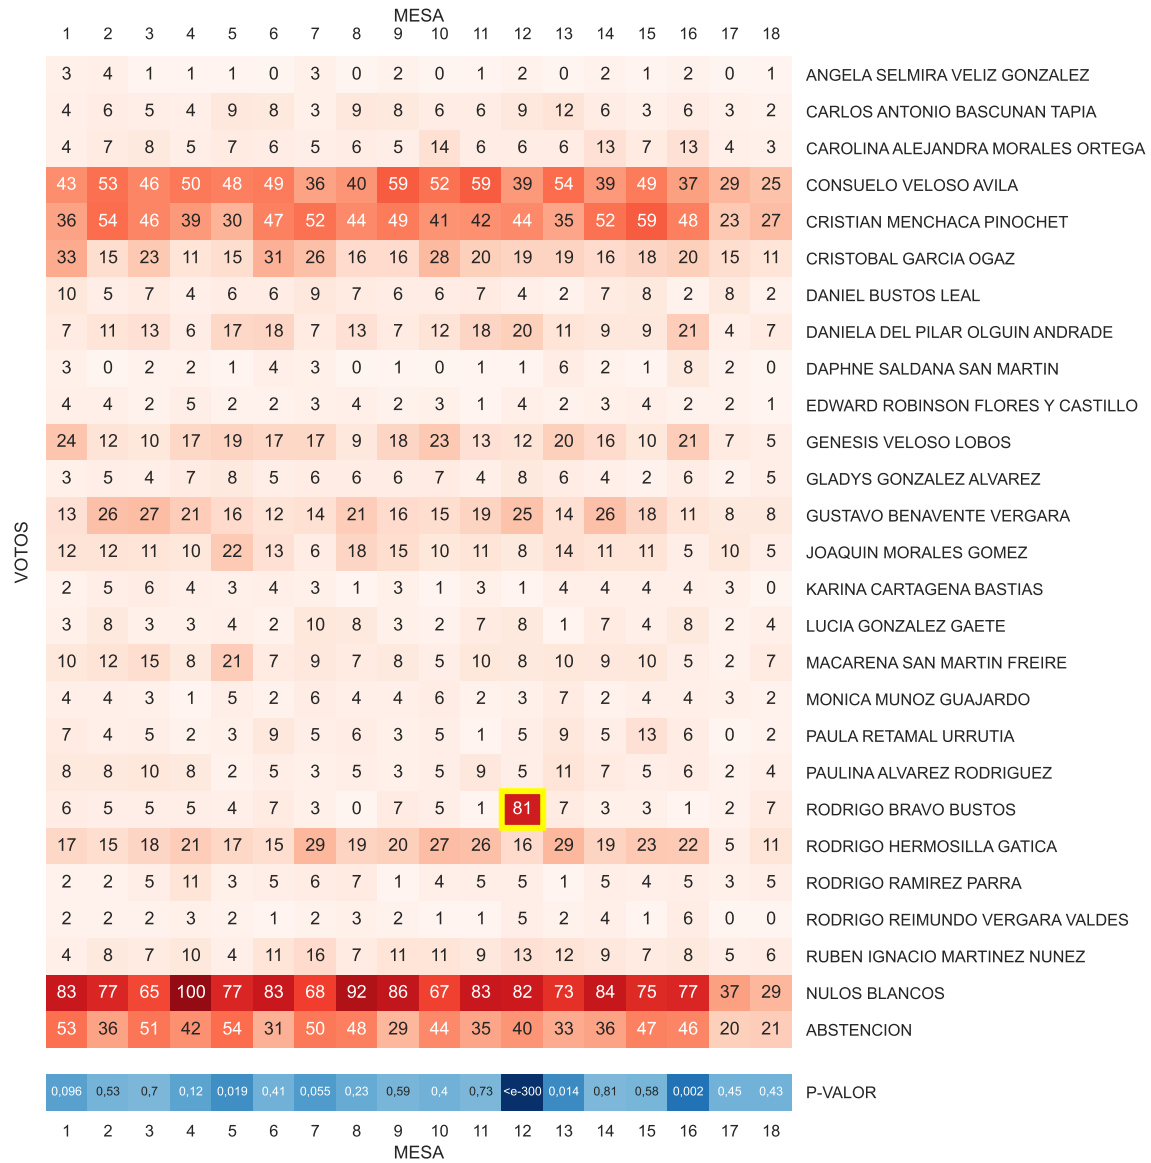 MESA
1 2 3 4 5 6 7 8 9 10 11 12 13 14 15 16 17 18
3 4 1 1 1 0 3 0 2 0 1 2 0 2 1 2 0 1 ANGELA SELMIRA VELIZ GONZALEZ
4 6 5 4 9 8 3 9 8 6 6 9 12 6 3 6 3 2 CARLOS ANTONIO BASCUNAN TAPIA
4 7 8 5 7 6 5 6 5 14 6 6 6 13 7 13 4 3 CAROLINA ALEJANDRA MORALES ORTEGA
43 53 46 50 48 49 36 40 59 52 59 39 54 39 49 37 29 25 CONSUELO VELOSO AVILA
36 54 46 39 30 47 52 44 49 41 42 44 35 52 59 48 23 27 CRISTIAN MENCHACA PINOCHET
33 15 23 11 15 31 26 16 16 28 20 19 19 16 18 20 15 11 CRISTOBAL GARCIA OGAZ
10 5 7 4 6 6 9 7 6 6 7 4 2 7 8 2 8 2 DANIEL BUSTOS LEAL
7 11 13 6 17 18 7 13 7 12 18 20 11 9 9 21 4 7 DANIELA DEL PILAR OLGUIN ANDRADE
3 0 2 2 1 4 3 0 1 0 1 1 6 2 1 8 2 0 DAPHNE SALDANA SAN MARTIN
4 4 2 5 2 2 3 4 2 3 1 4 2 3 4 2 2 1 EDWARD ROBINSON FLORES Y CASTILLO
24 12 10 17 19 17 17 9 18 23 13 12 20 16 10 21 7 5 GENESIS VELOSO LOBOS
3 5 4 7 8 5 6 6 6 7 4 8 6 4 2 6 2 5 GLADYS GONZALEZ ALVAREZ
13 26 27 21 16 12 14 21 16 15 19 25 14 26 18 11 8 8 GUSTAVO BENAVENTE VERGARA
VOTOS
12 12 11 10 22 13 6 18 15 10 11 8 14 11 11 5 10 5 JOAQUIN MORALES GOMEZ
2 5 6 4 3 4 3 1 3 1 3 1 4 4 4 4 3 0 KARINA CARTAGENA BASTIAS
3 8 3 3 4 2 10 8 3 2 7 8 1 7 4 8 2 4 LUCIA GONZALEZ GAETE
10 12 15 8 21 7 9 7 8 5 10 8 10 9 10 5 2 7 MACARENA SAN MARTIN FREIRE
4 4 3 1 5 2 6 4 4 6 2 3 7 2 4 4 3 2 MONICA MUNOZ GUAJARDO
7 4 5 2 3 9 5 6 3 5 1 5 9 5 13 6 0 2 PAULA RETAMAL URRUTIA
8 8 10 8 2 5 3 5 3 5 9 5 11 7 5 6 2 4 PAULINA ALVAREZ RODRIGUEZ
6 5 5 5 4 7 3 0 7 5 1 81 7 3 3 1 2 7 RODRIGO BRAVO BUSTOS
17 15 18 21 17 15 29 19 20 27 26 16 29 19 23 22 5 11 RODRIGO HERMOSILLA GATICA
2 2 5 11 3 5 6 7 1 4 5 5 1 5 4 5 3 5 RODRIGO RAMIREZ PARRA
2 2 2 3 2 1 2 3 2 1 1 5 2 4 1 6 0 0 RODRIGO REIMUNDO VERGARA VALDES
4 8 7 10 4 11 16 7 11 11 9 13 12 9 7 8 5 6 RUBEN IGNACIO MARTINEZ NUNEZ
83 77 65 100 77 83 68 92 86 67 83 82 73 84 75 77 37 29 NULOS BLANCOS
53 36 51 42 54 31 50 48 29 44 35 40 33 36 47 46 20 21 ABSTENCION
0,096 0,53 0,7 0,12 0,019 0,41 0,055 0,23 0,59 0,4 0,73 <e-300 0,014 0,81 0,58 0,002 0,45 0,43 P-VALOR
1 2 3 4 5 6 7 8 9 10 11 12 13 14 15 16 17 18
MESA